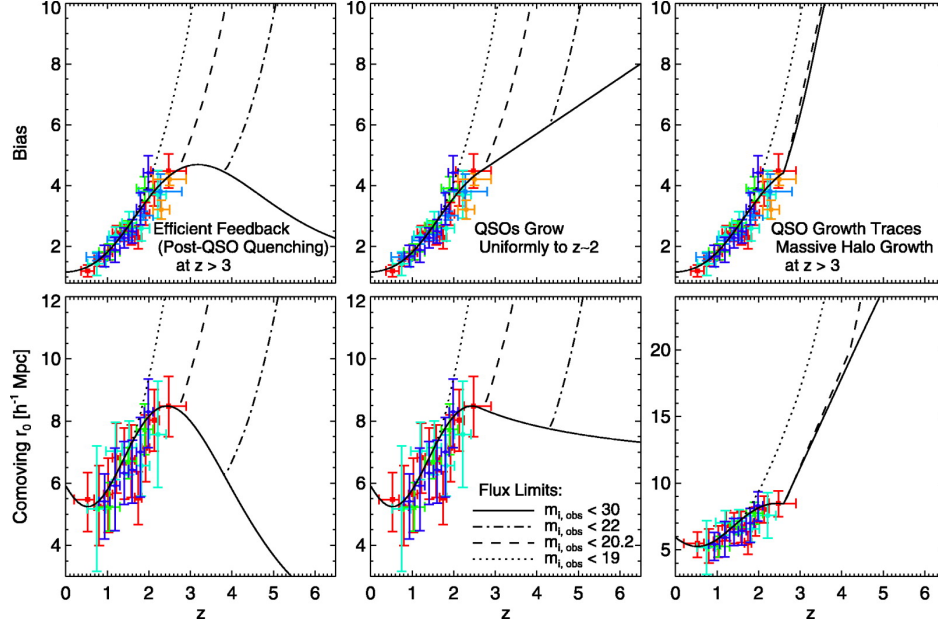 10
8
6
4
2
Bias
Efficient Feedback
(Post-QSO Quenching)
at z > 3
10
8
6
4
2
QSOs Grow
Uniformly to z~2
10
8
6
4
2
QSO Growth Traces
Massive Halo Growth
at z > 3
12
10
8
6
4
Comoving r0 [h-1 Mpc]
0 1 2 3 4 5 6
z
12
10
8
6
4
Flux Limits:
mi, obs < 30
mi, obs < 22
mi, obs < 20.2
mi, obs < 19
0 1 2 3 4 5 6
z
20
15
10
5
0 1 2 3 4 5 6
z